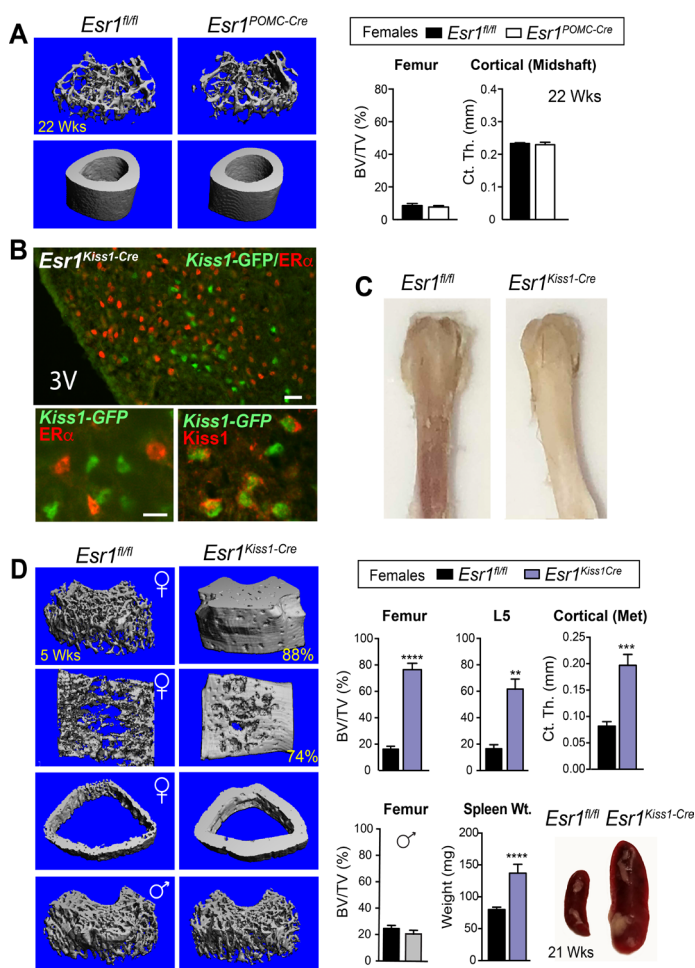 A
Esr1fl/fl
Esr1POMC-Cre
22 Wks
Females Esr1fl/fl Esr1POMC-Cre
Femur
BV/TV (%)
80
60
40
20
0
Cortical (Midshaft)
22 Wks
Ct. Th. (mm)
0.4
0.3
0.2
0.1
0
B
Esr1Kiss1-Cre
Kiss1-GFP/ERα
3V
Kiss1-GFP
ERα
Kiss1-GFP
Kiss1
C
Esr1fl/fl
Esr1Kiss1-Cre
D
Esr1fl/fl
Esr1Kiss1-Cre
♀
5 Wks
88%
♀
74%
♀
♂
Females Esr1fl/fl Esr1Kiss1Cre
Femur
BV/TV (%)
100
80
60
40
20
0
****
L5
100
80
60
40
20
0
**
Cortical (Met)
Ct. Th. (mm)
0.25
0.20
0.15
0.10
0.05
0.00
***
Femur
♂
BV/TV (%)
100
80
60
40
20
0
Spleen Wt.
Weight (mg)
200
150
100
50
0
****
Esr1fl/fl Esr1Kiss1-Cre
21 Wks